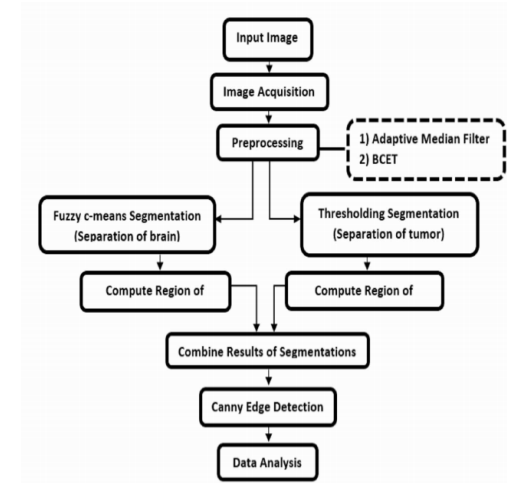 Input Image
Image Acquisition
Preprocessing
1) Adaptive Median Filter
2) BCET
Fuzzy c-means Segmentation
(Separation of brain)
Thresholding Segmentation
(Separation of tumor)
Compute Region of
Compute Region of
Combine Results of Segmentations
Canny Edge Detection
Data Analysis